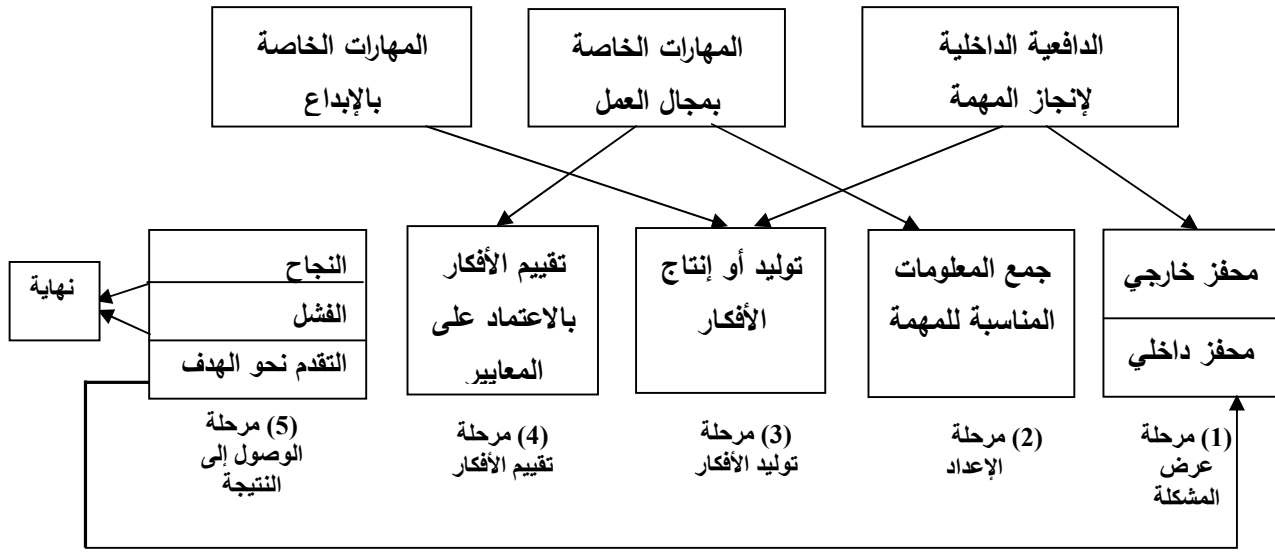 الدافعية الداخلية
لإنجاز المهمة
المهارات الخاصة
بمجال العمل
المهارات الخاصة
بالإبداع
محفز خارجي
محفز داخلي
جمع المعلومات
المناسبة للمهمة
توليد أو إنتاج
الأفكار
تقييم الأفكار
بالاعتماد على
المعايير
النجاح
الفشل
التقدم نحو الهدف
نهاية
(1) مرحلة
عرض
المشكلة
(2) مرحلة
الإعداد
(3) مرحلة
توليد الأفكار
(4) مرحلة
تقييم الأفكار
(5) مرحلة
الوصول إلى
النتيجة